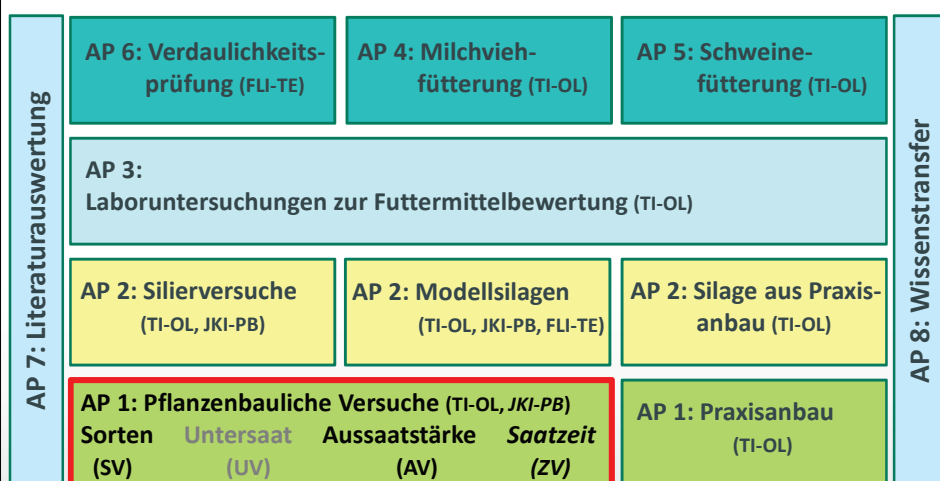 AP 7: Literaturauswertung
AP 6: Verdaulichkeits-
prüfung (FLI-TE)
AP 4: Milchvieh-
fütterung (TI-OL)
AP 5: Schweine-
fütterung (TI-OL)
AP 3:
Laboruntersuchungen zur Futtermittelbewertung (TI-OL)
AP 2: Silierversuche
(TI-OL, JKI-PB)
AP 2: Modellsilagen
(TI-OL, JKI-PB, FLI-TE)
AP 2: Silage aus Praxis-
anbau (TI-OL)
AP 1: Pflanzenbauliche Versuche (TI-OL, JKI-PB)
Sorten Untersaat Aussaatstärke Saatzeit
(SV) (UV) (AV) (ZV)
AP 1: Praxisanbau
(TI-OL)
AP 8: Wissenstransfer